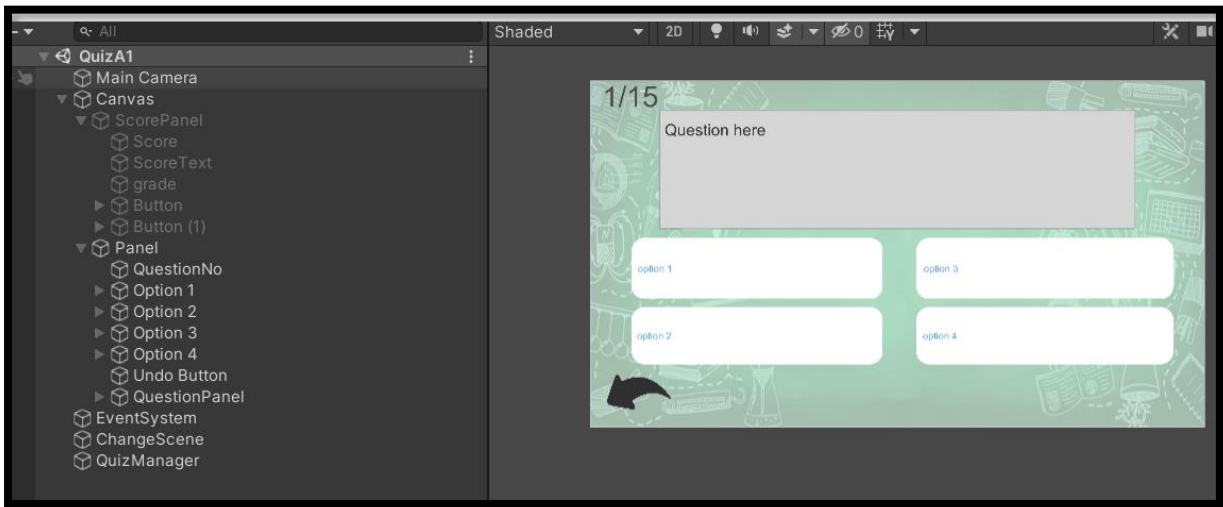 All
QuizA1
Main Camera
Canvas
ScorePanel
Score
ScoreText
grade
Button
Button (1)
Panel
QuestionNo
Option 1
Option 2
Option 3
Option 4
Undo Button
QuestionPanel
EventSystem
ChangeScene
QuizManager
Shaded 2D 0
1/15
Question here
option 1 option 3
option 2 option 4